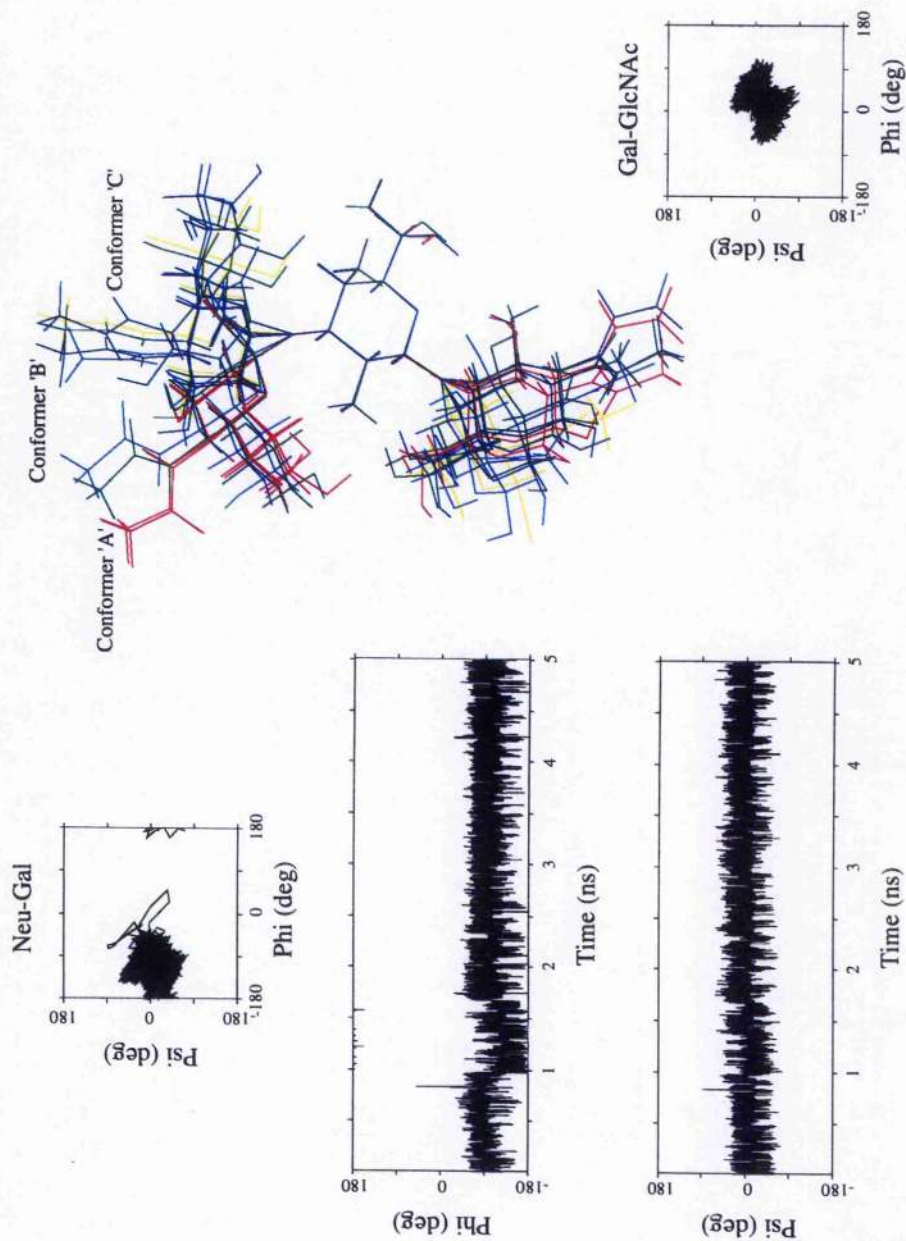 Neu-Gal
Psi (deg)
180
0
-181
-180
0
180
Phi (deg)
Conformer 'A'
Conformer 'B'
Conformer 'C'
Phi (deg)
180
0
-180
1
2
3
4
5
Time (ns)
Psi (deg)
180
0
-180
1
2
3
4
5
Time (ns)
Gal-GlcNAc
Psi (deg)
180
0
-181
-180
0
180
Phi (deg)